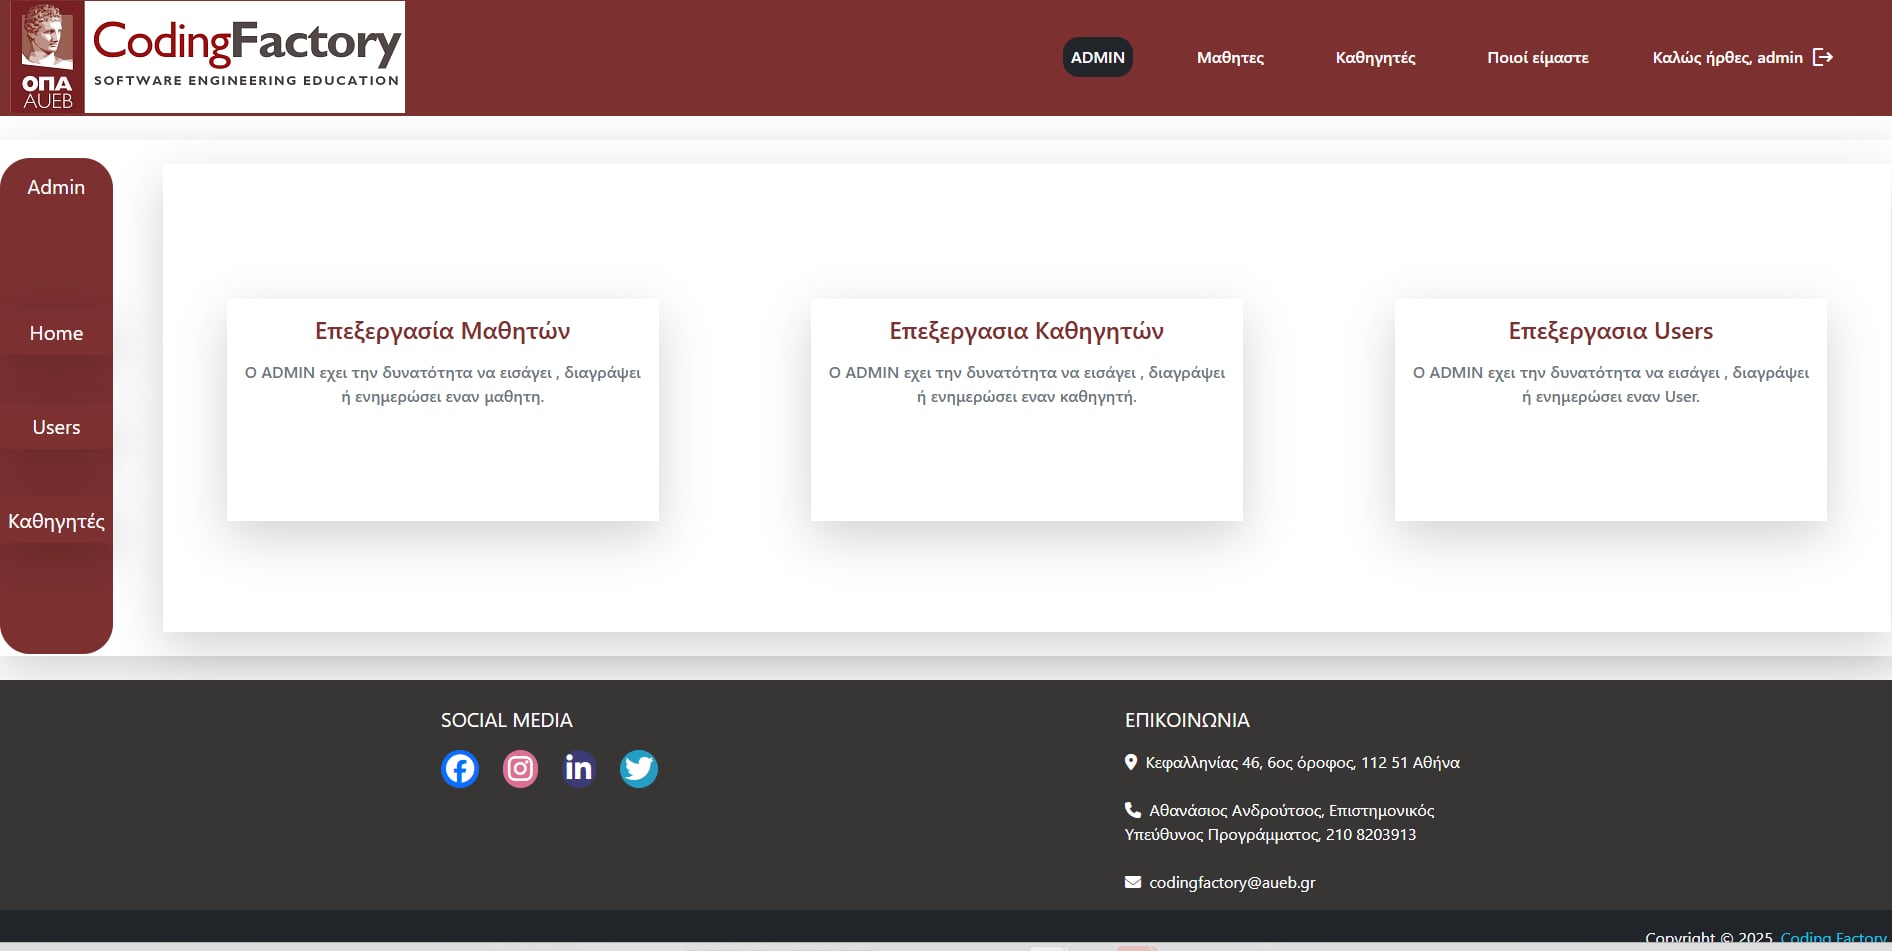 ΟΠΑ
AUEB
CodingFactory
SOFTWARE ENGINEERING EDUCATION
ADMIN
Μαθητες
Καθηγητές
Ποιοί είμαστε
Καλώς ήρθες, admin
Admin
Home
Users
Καθηγητές
Επεξεργασία Μαθητών
Ο ADMIN εχει την δυνατότητα να εισάγει , διαγράψει
ή ενημερώσει εναν μαθητη.
Επεξεργασια Καθηγητών
Ο ADMIN εχει την δυνατότητα να εισάγει , διαγράψει
ή ενημερώσει εναν καθηγητή.
Επεξεργασια Users
Ο ADMIN εχει την δυνατότητα να εισάγει , διαγράψει
ή ενημερώσει εναν User.
SOCIAL MEDIA
ΕΠΙΚΟΙΝΩΝΙΑ
Κεφαλληνίας 46, 6ος όροφος, 112 51 Αθήνα
Αθανάσιος Ανδρούτσος, Επιστημονικός
Υπεύθυνος Προγράμματος, 210 8203913
codingfactory@aueb.gr
Copyright © 2025 Coding Factory